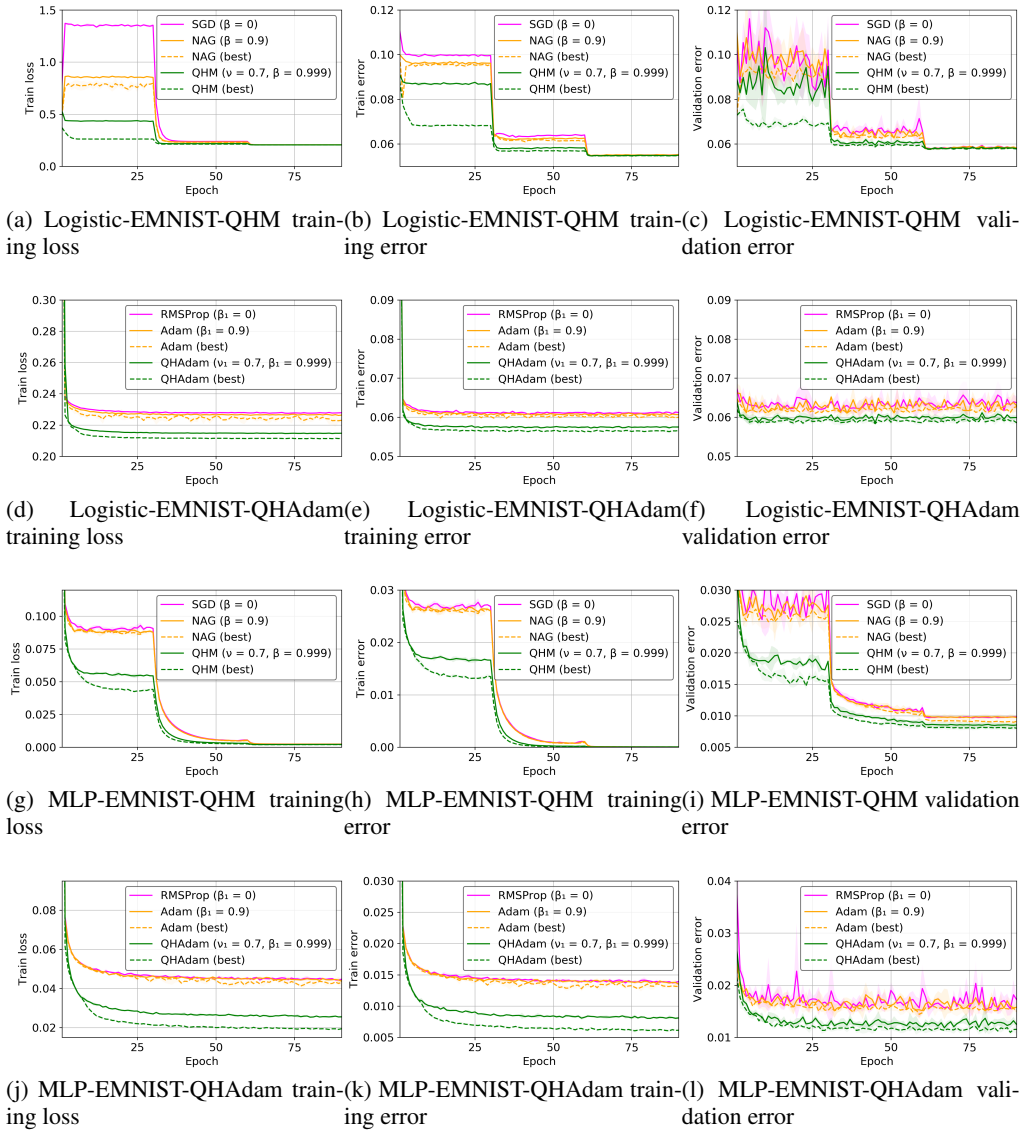 1.5
1.0
0.5
0.0
Train loss
SGD (β = 0)
NAG (β = 0.9)
NAG (best)
QHM (ν = 0.7, β = 0.999)
QHM (best)
25 50 75
Epoch
0.12
0.10
0.08
0.06
Train error
SGD (β = 0)
NAG (β = 0.9)
NAG (best)
QHM (ν = 0.7, β = 0.999)
QHM (best)
25 50 75
Epoch
0.12
0.10
0.08
0.06
Validation error
SGD (β = 0)
NAG (β = 0.9)
NAG (best)
QHM (ν = 0.7, β = 0.999)
QHM (best)
25 50 75
Epoch
(a) Logistic-EMNIST-QHM train-
ing loss
(b) Logistic-EMNIST-QHM train-
ing error
(c) Logistic-EMNIST-QHM vali-
dation error
0.30
0.28
0.26
0.24
0.22
0.20
Train loss
RMSProp (β₁ = 0)
Adam (β₁ = 0.9)
Adam (best)
QHAdam (ν₁ = 0.7, β₁ = 0.999)
QHAdam (best)
25 50 75
Epoch
0.09
0.08
0.07
0.06
0.05
Train error
RMSProp (β₁ = 0)
Adam (β₁ = 0.9)
Adam (best)
QHAdam (ν₁ = 0.7, β₁ = 0.999)
QHAdam (best)
25 50 75
Epoch
0.09
0.08
0.07
0.06
0.05
Validation error
RMSProp (β₁ = 0)
Adam (β₁ = 0.9)
Adam (best)
QHAdam (ν₁ = 0.7, β₁ = 0.999)
QHAdam (best)
25 50 75
Epoch
(d) Logistic-EMNIST-QHAdam
training loss
(e) Logistic-EMNIST-QHAdam
training error
(f) Logistic-EMNIST-QHAdam
validation error
0.100
0.075
0.050
0.025
0.000
Train loss
SGD (β = 0)
NAG (β = 0.9)
NAG (best)
QHM (ν = 0.7, β = 0.999)
QHM (best)
25 50 75
Epoch
0.03
0.02
0.01
0.00
Train error
SGD (β = 0)
NAG (β = 0.9)
NAG (best)
QHM (ν = 0.7, β = 0.999)
QHM (best)
25 50 75
Epoch
0.030
0.025
0.020
0.015
0.010
0.005
Validation error
SGD (β = 0)
NAG (β = 0.9)
NAG (best)
QHM (ν = 0.7, β = 0.999)
QHM (best)
25 50 75
Epoch
(g) MLP-EMNIST-QHM training
loss
(h) MLP-EMNIST-QHM training
error
(i) MLP-EMNIST-QHM validation
error
0.08
0.06
0.04
0.02
Train loss
RMSProp (β₁ = 0)
Adam (β₁ = 0.9)
Adam (best)
QHAdam (ν₁ = 0.7, β₁ = 0.999)
QHAdam (best)
25 50 75
Epoch
0.030
0.025
0.020
0.015
0.010
0.005
Train error
RMSProp (β₁ = 0)
Adam (β₁ = 0.9)
Adam (best)
QHAdam (ν₁ = 0.7, β₁ = 0.999)
QHAdam (best)
25 50 75
Epoch
0.04
0.03
0.02
0.01
Validation error
RMSProp (β₁ = 0)
Adam (β₁ = 0.9)
Adam (best)
QHAdam (ν₁ = 0.7, β₁ = 0.999)
QHAdam (best)
25 50 75
Epoch
(j) MLP-EMNIST-QHAdam train-
ing loss
(k) MLP-EMNIST-QHAdam train-
ing error
(l) MLP-EMNIST-QHAdam vali-
dation error